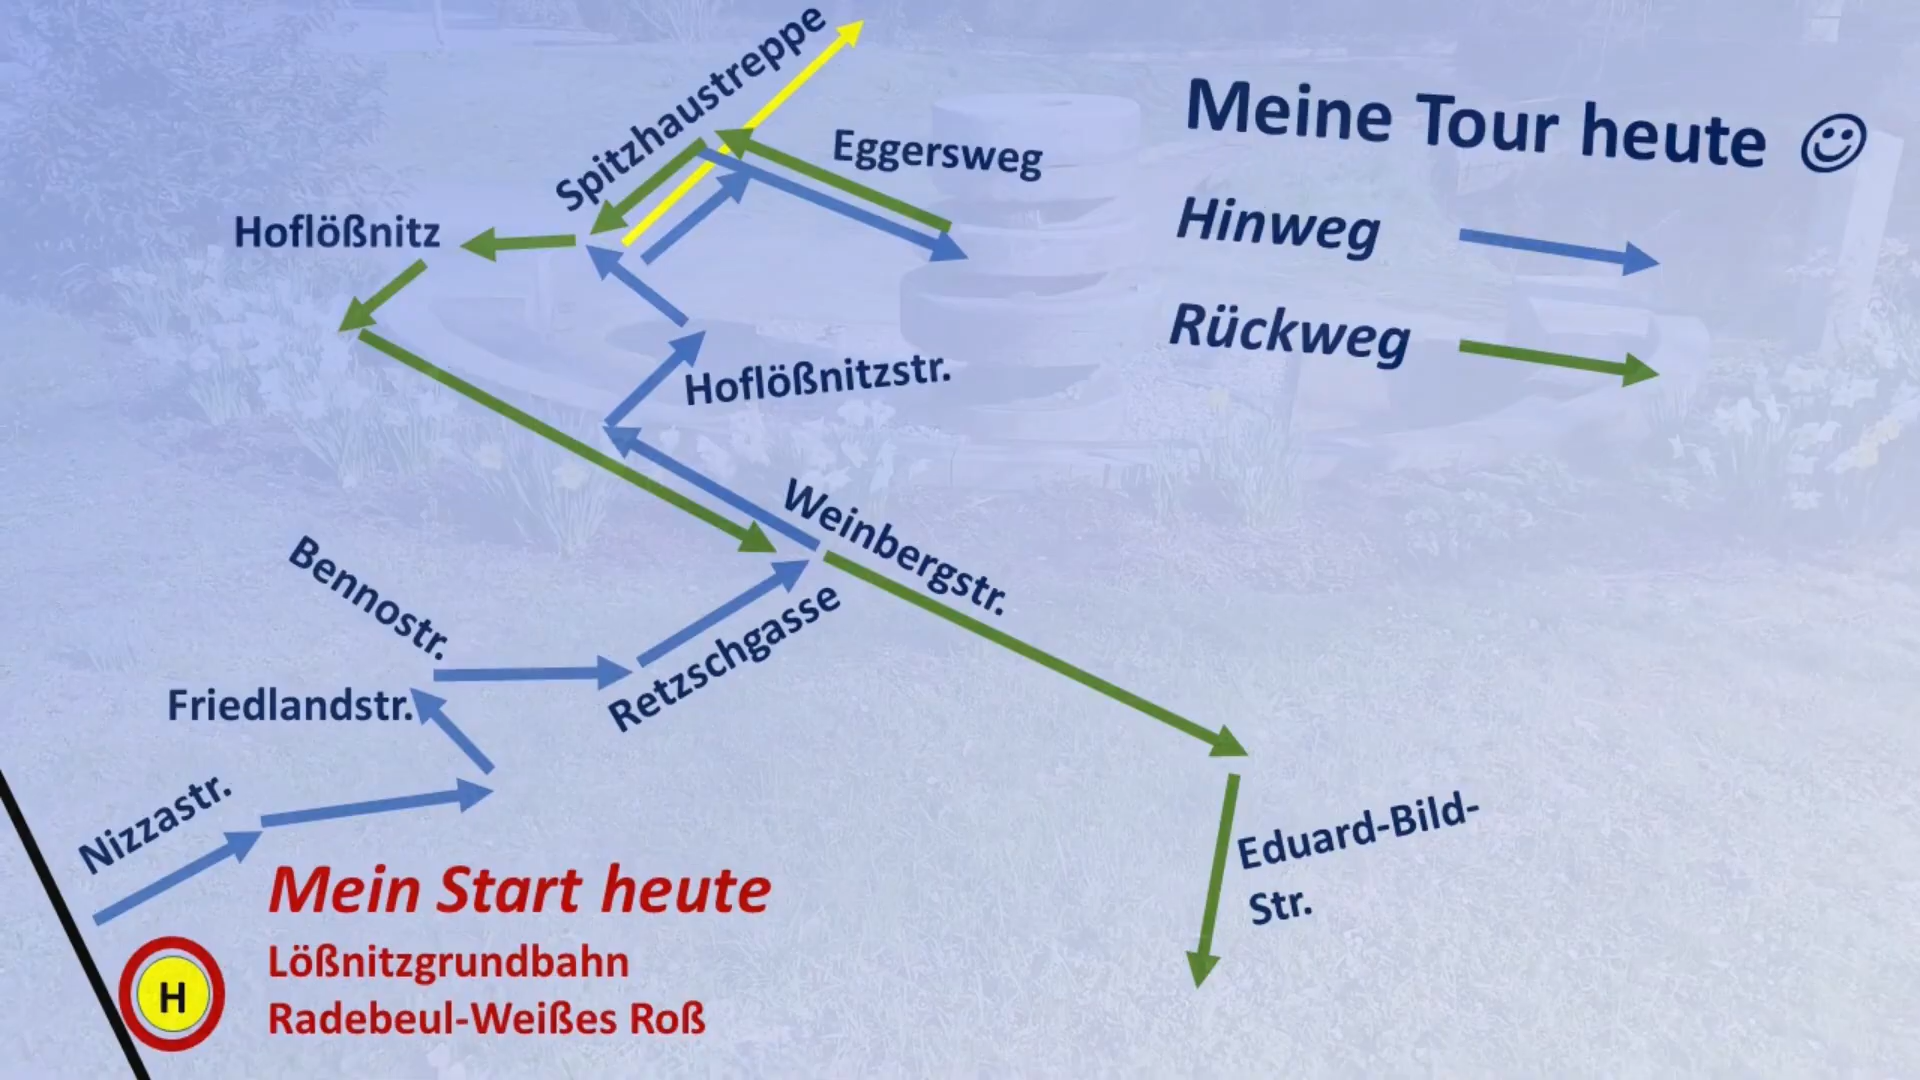 Spitzhaustreppe
Meine Tour heute ☺
Eggersweg
Hinweg
Hoflößnitz
Rückweg
Hoflößnitzstr.
Weinbergstr.
Bennostr.
Retzschgasse
Friedlandstr.
Nizzastr.
Eduard-Bild-
Str.
Mein Start heute
Lößnitzgrundbahn
H
Radebeul-Weißes Roß